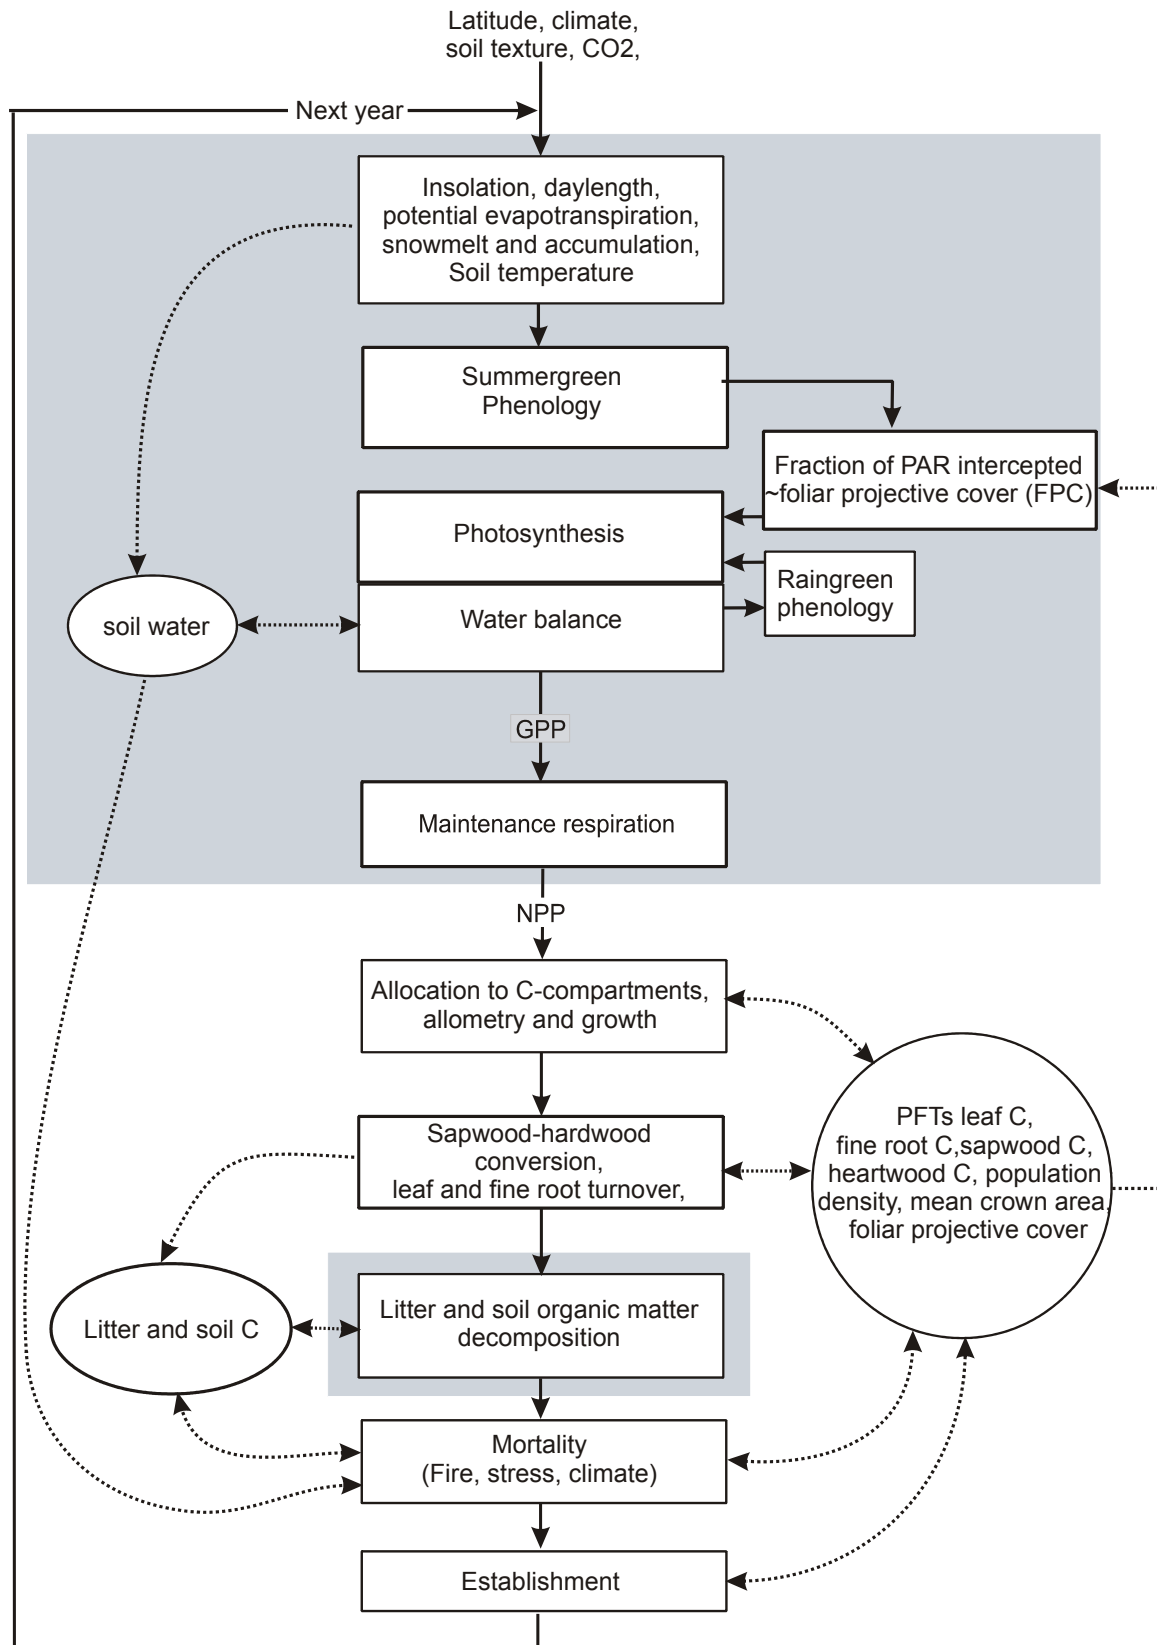 Latitude, climate,
soil texture, CO2,
Next year
Insolation, daylength,
potential evapotranspiration,
snowmelt and accumulation,
Soil temperature
Summergreen
Phenology
Fraction of PAR intercepted
~foliar projective cover (FPC)
Photosynthesis
Raingreen
phenology
Water balance
soil water
GPP
Maintenance respiration
NPP
Allocation to C-compartments,
allometry and growth
PFTs leaf C,
fine root C,sapwood C,
heartwood C, population
density, mean crown area,
foliar projective cover
Sapwood-hardwood
conversion,
leaf and fine root turnover,
Litter and soil C
Litter and soil organic matter
decomposition
Mortality
(Fire, stress, climate)
Establishment